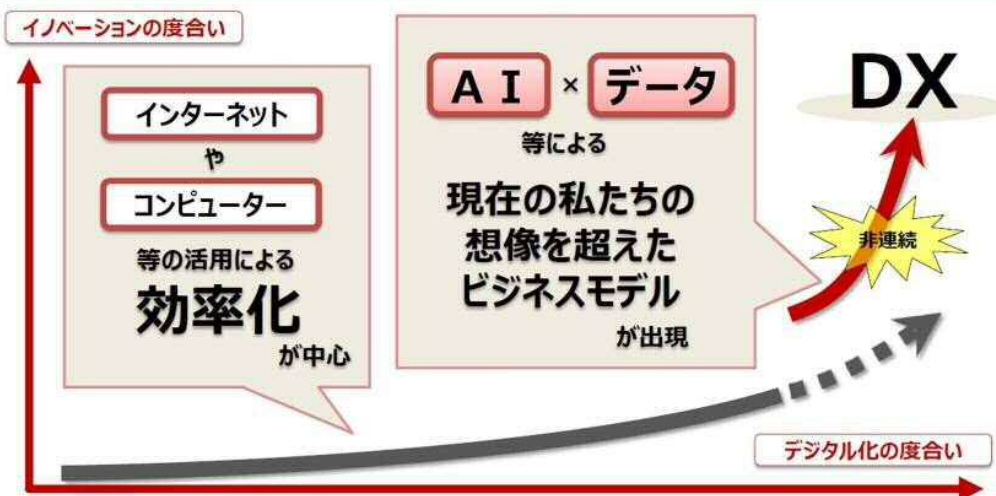 イノベーションの度合い
インターネット
や
コンピューター
等の活用による
効率化
が中心
ＡＩ × データ
等による
現在の私たちの
想像を超えた
ビジネスモデル
が出現
DX
非連続
デジタル化の度合い